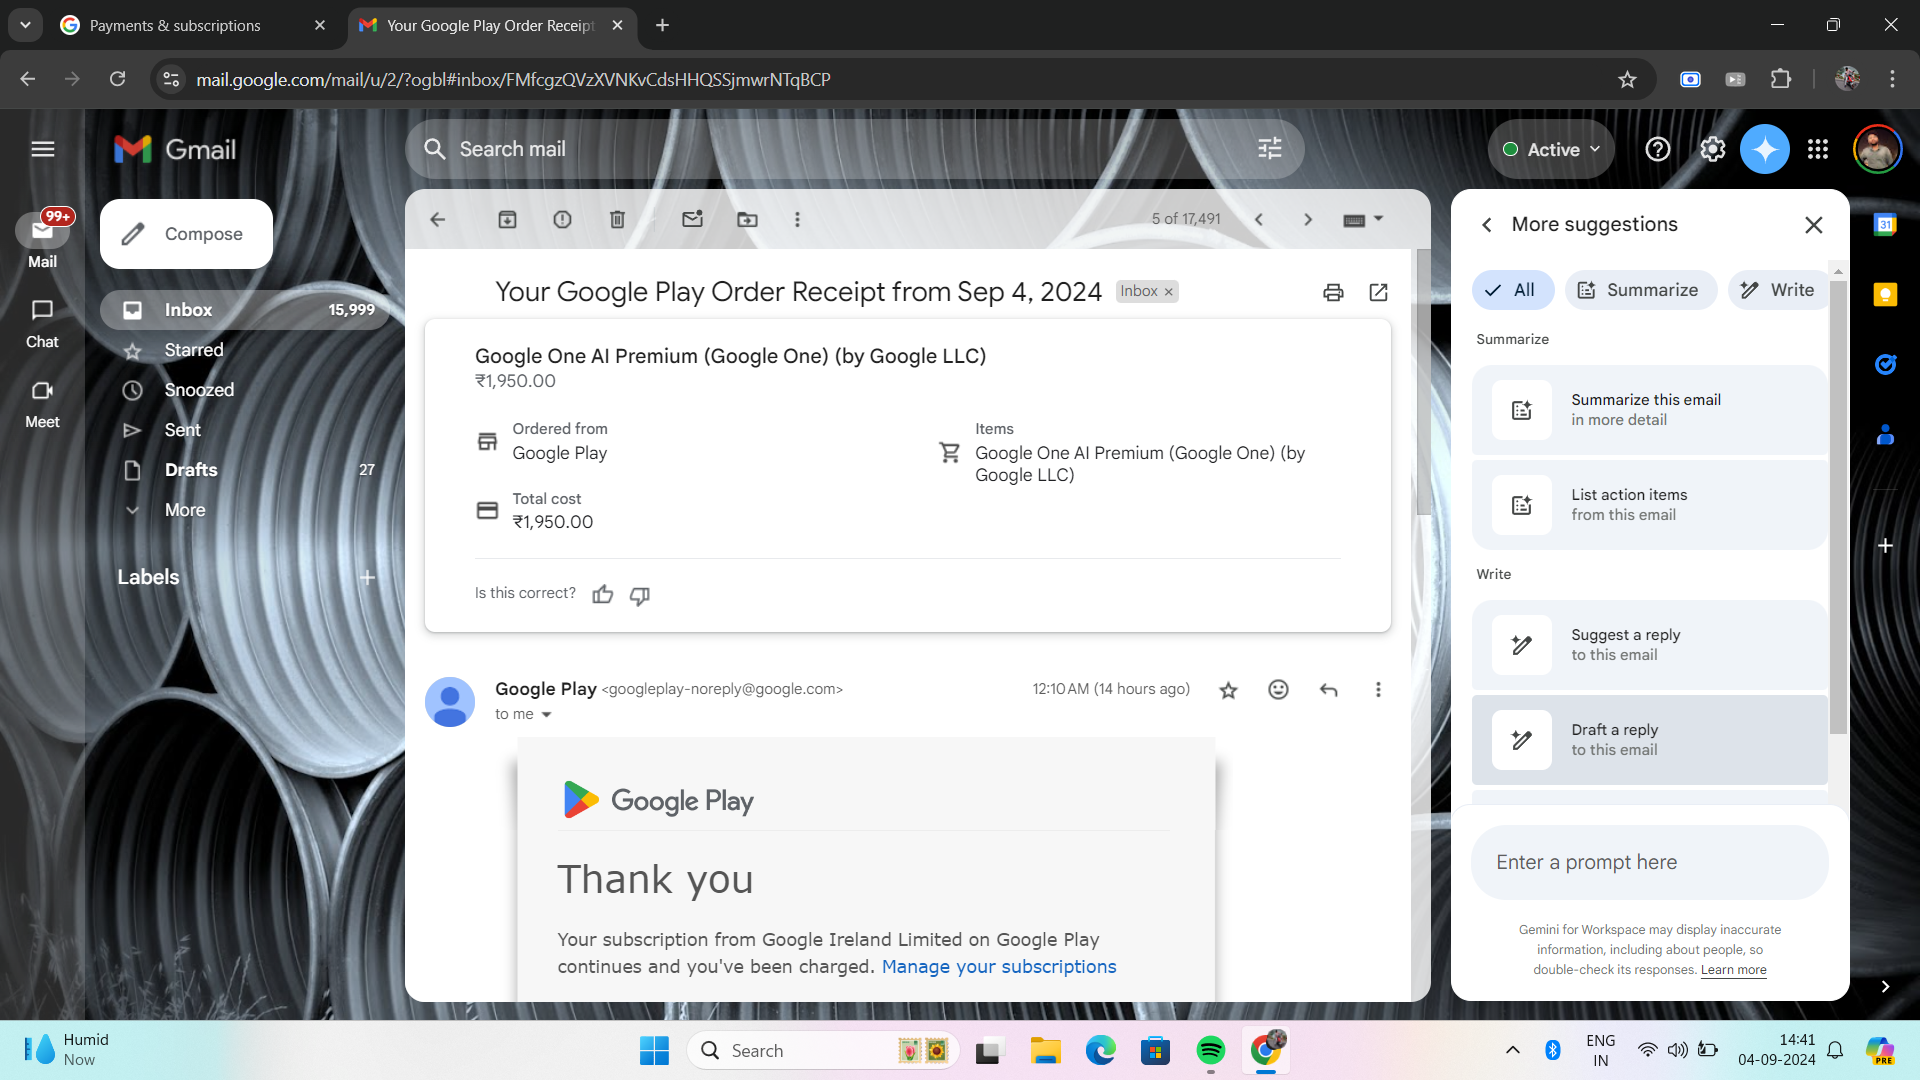 Payments & subscriptions
Your Google Play Order Receipt
mail.google.com/mail/u/2/?ogbl#inbox/FMfcgzQVzXVNKvCdsHHQSSjmwrNTqBCP
Gmail
Search mail
Active
99+
Mail
Chat
Meet
Compose
Inbox 15,999
Starred
Snoozed
Sent
Drafts 27
More
Labels
5 of 17,491
Your Google Play Order Receipt from Sep 4, 2024 Inbox ×
Google One AI Premium (Google One) (by Google LLC)
₹1,950.00
Ordered from
Google Play
Items
Google One AI Premium (Google One) (by
Google LLC)
Total cost
₹1,950.00
Is this correct?
Google Play <googleplay-noreply@google.com> 12:10 AM (14 hours ago)
to me
Google Play
Thank you
Your subscription from Google Ireland Limited on Google Play
continues and you've been charged. Manage your subscriptions
More suggestions
All Summarize Write
Summarize
Summarize this email
in more detail
List action items
from this email
Write
Suggest a reply
to this email
Draft a reply
to this email
Enter a prompt here
Gemini for Workspace may display inaccurate
information, including about people, so
double-check its responses. Learn more
31
Humid
Now
Search
ENG
IN
14:41
04-09-2024
PRE